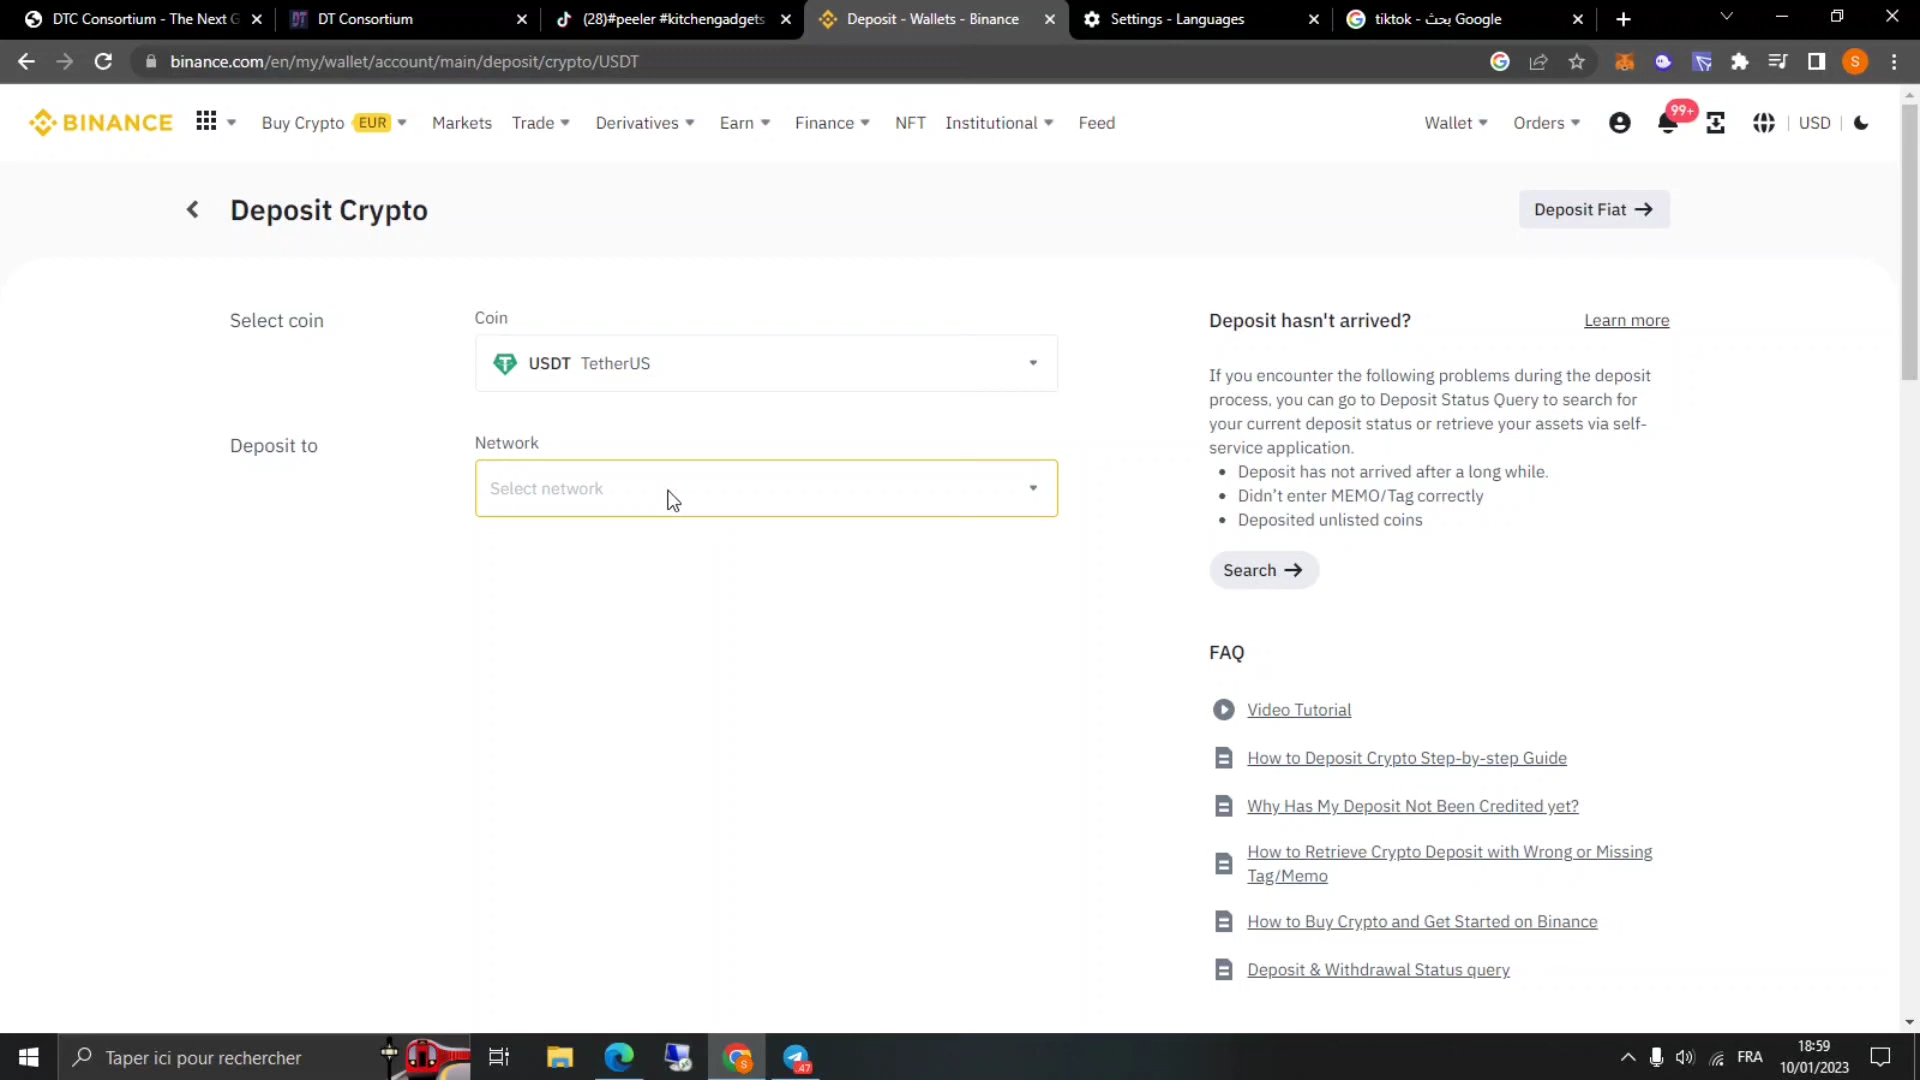 DTC Consortium - The Next G
DT Consortium
(28)#peeler #kitchengadgets
Deposit - Wallets - Binance
Settings - Languages
tiktok - بحث Google
binance.com/en/my/wallet/account/main/deposit/crypto/USDT
S
BINANCE
Buy Crypto EUR
Markets
Trade
Derivatives
Earn
Finance
NFT
Institutional
Feed
Wallet
Orders
99+
USD
Deposit Crypto
Deposit Fiat →
Select coin
Coin
USDT TetherUS
Deposit to
Network
Select network
Deposit hasn't arrived?
Learn more
If you encounter the following problems during the deposit
process, you can go to Deposit Status Query to search for
your current deposit status or retrieve your assets via self-
service application.
• Deposit has not arrived after a long while.
• Didn't enter MEMO/Tag correctly
• Deposited unlisted coins
Search →
FAQ
Video Tutorial
How to Deposit Crypto Step-by-step Guide
Why Has My Deposit Not Been Credited yet?
How to Retrieve Crypto Deposit with Wrong or Missing
Tag/Memo
How to Buy Crypto and Get Started on Binance
Deposit & Withdrawal Status query
Taper ici pour rechercher
S
47
FRA
18:59
10/01/2023